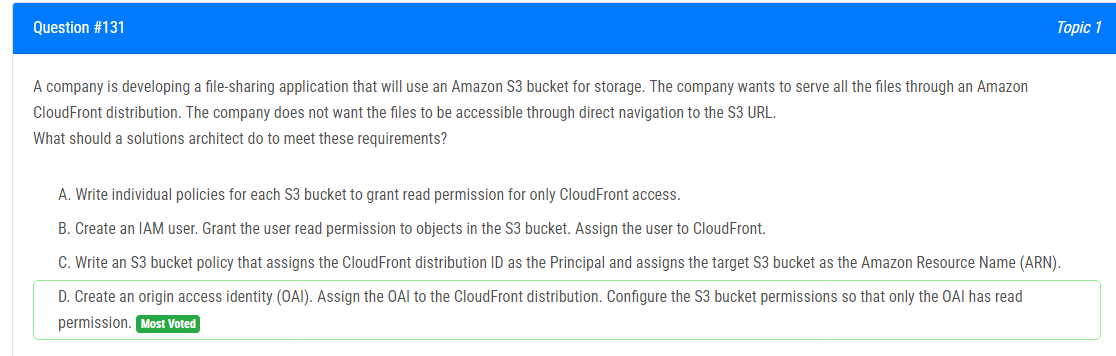 Question #131
Topic 1
A company is developing a file-sharing application that will use an Amazon S3 bucket for storage. The company wants to serve all the files through an Amazon
CloudFront distribution. The company does not want the files to be accessible through direct navigation to the S3 URL.
What should a solutions architect do to meet these requirements?
A. Write individual policies for each S3 bucket to grant read permission for only CloudFront access.
B. Create an IAM user. Grant the user read permission to objects in the S3 bucket. Assign the user to CloudFront.
C. Write an S3 bucket policy that assigns the CloudFront distribution ID as the Principal and assigns the target S3 bucket as the Amazon Resource Name (ARN).
D. Create an origin access identity (OAI). Assign the OAI to the CloudFront distribution. Configure the S3 bucket permissions so that only the OAI has read
permission. Most Voted